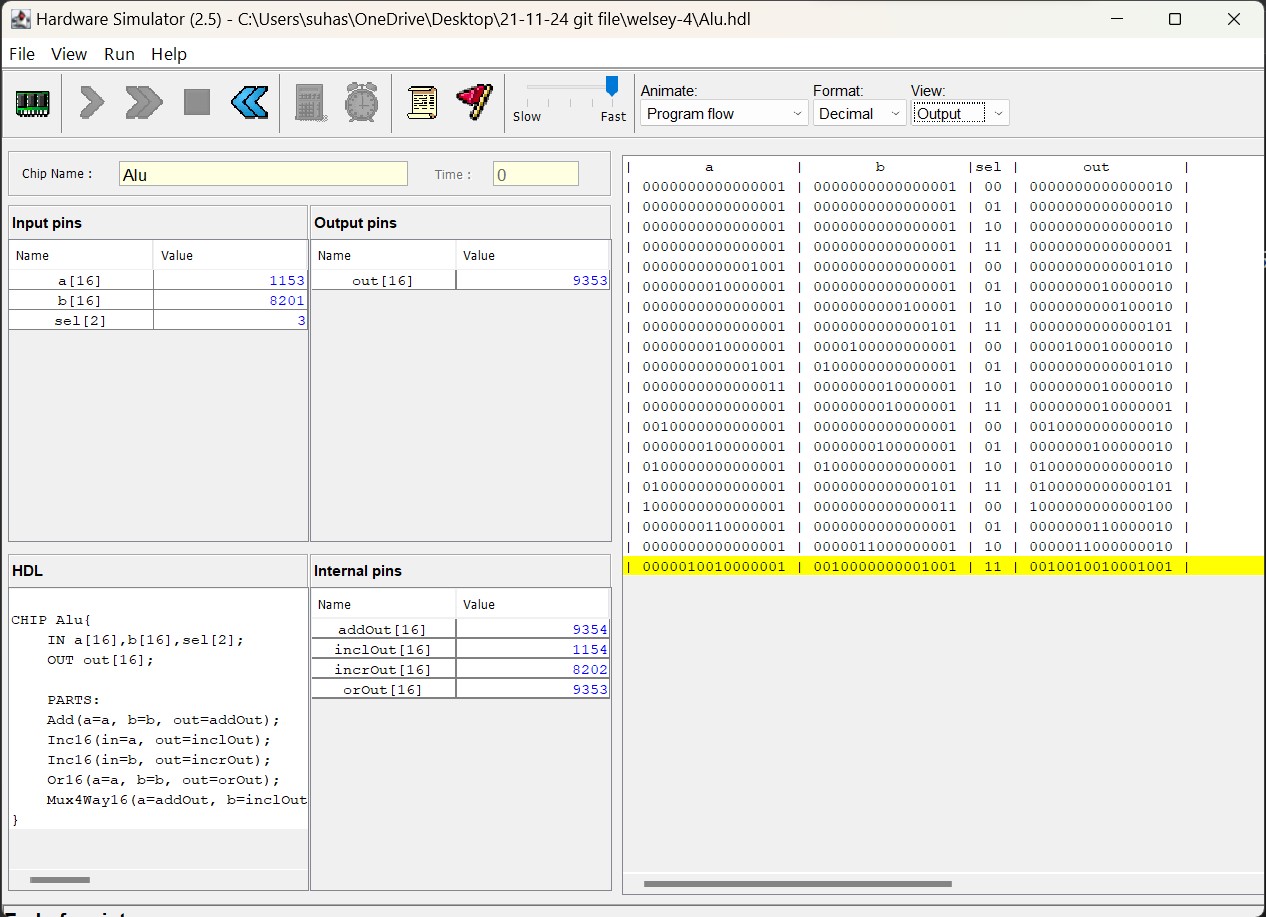 Hardware Simulator (2.5) - C:\Users\suhas\OneDrive\Desktop\21-11-24 git file\welsey-4\Alu.hdl
File View Run Help
Slow Fast
Animate:
Program flow
Format:
Decimal
View:
Output
Chip Name :
Alu
Time :
0
Input pins
Name Value
a[16] 1153
b[16] 8201
sel[2] 3
Output pins
Name Value
out[16] 9353
HDL
CHIP Alu{
IN a[16],b[16],sel[2];
OUT out[16];
PARTS:
Add(a=a, b=b, out=addOut);
Inc16(in=a, out=inclOut);
Inc16(in=b, out=incrOut);
Or16(a=a, b=b, out=orOut);
Mux4Way16(a=addOut, b=inclOut
}
Internal pins
Name Value
addOut[16] 9354
inclOut[16] 1154
incrOut[16] 8202
orOut[16] 9353
| a | b |sel | out |
| 0000000000000001 | 0000000000000001 | 00 | 0000000000000010 |
| 0000000000000001 | 0000000000000001 | 01 | 0000000000000010 |
| 0000000000000001 | 0000000000000001 | 10 | 0000000000000010 |
| 0000000000000001 | 0000000000000001 | 11 | 0000000000000001 |
| 0000000000001001 | 0000000000000001 | 00 | 0000000000001010 |
| 0000000010000001 | 0000000000000001 | 01 | 0000000010000010 |
| 0000000000000001 | 0000000000100001 | 10 | 0000000000100010 |
| 0000000000000001 | 0000000000000101 | 11 | 0000000000000101 |
| 0000000010000001 | 0000100000000001 | 00 | 0000100010000010 |
| 0000000000001001 | 0100000000000001 | 01 | 0000000000001010 |
| 0000000000000011 | 0000000010000001 | 10 | 0000000010000010 |
| 0000000000000001 | 0000000010000001 | 11 | 0000000010000001 |
| 0010000000000001 | 0000000000000001 | 00 | 0010000000000010 |
| 0000000100000001 | 0000000100000001 | 01 | 0000000100000010 |
| 0100000000000001 | 0100000000000001 | 10 | 0100000000000010 |
| 0100000000000001 | 0000000000000101 | 11 | 0100000000000101 |
| 1000000000000001 | 0000000000000011 | 00 | 1000000000000100 |
| 0000000110000001 | 0000000000000001 | 01 | 0000000110000010 |
| 0000000000000001 | 0000011000000001 | 10 | 0000011000000010 |
| 0000010010000001 | 0010000000001001 | 11 | 0010010010001001 |